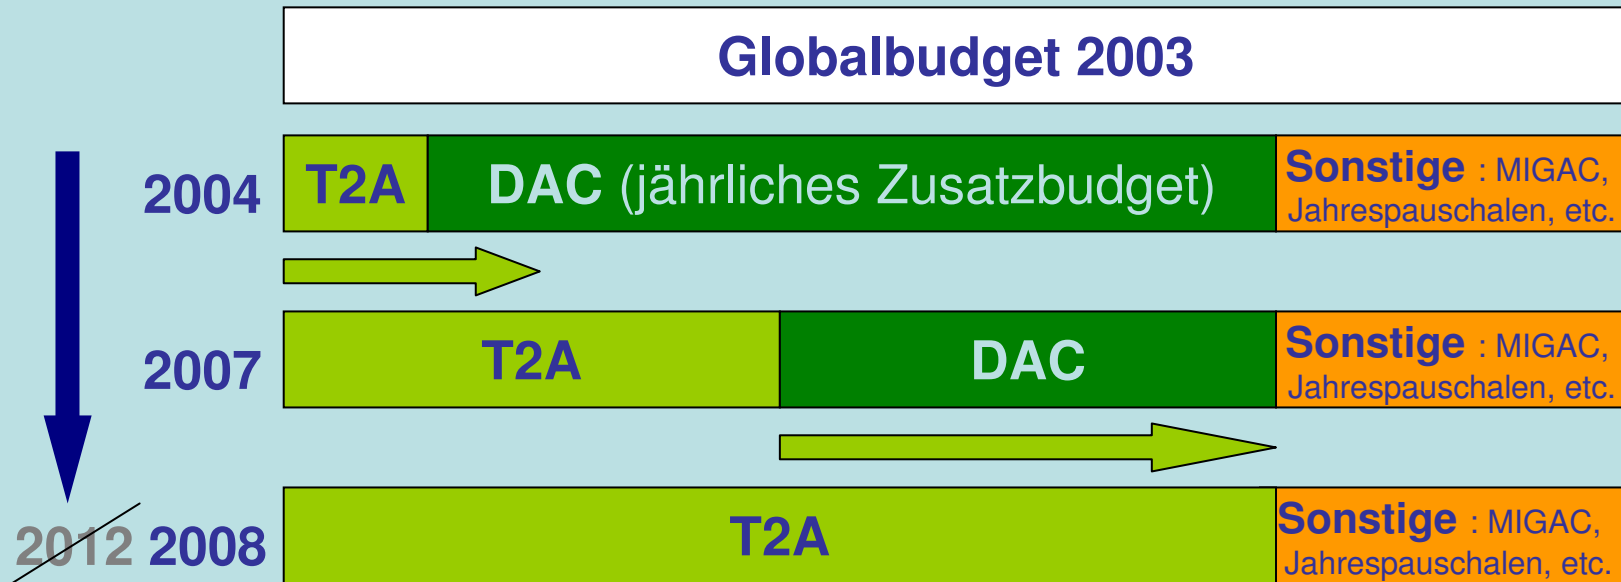 Globalbudget 2003
2004 T2A DAC (jährliches Zusatzbudget) Sonstige : MIGAC,
Jahrespauschalen, etc.
2007 T2A DAC Sonstige : MIGAC,
Jahrespauschalen, etc.
2012 2008 T2A Sonstige : MIGAC,
Jahrespauschalen, etc.